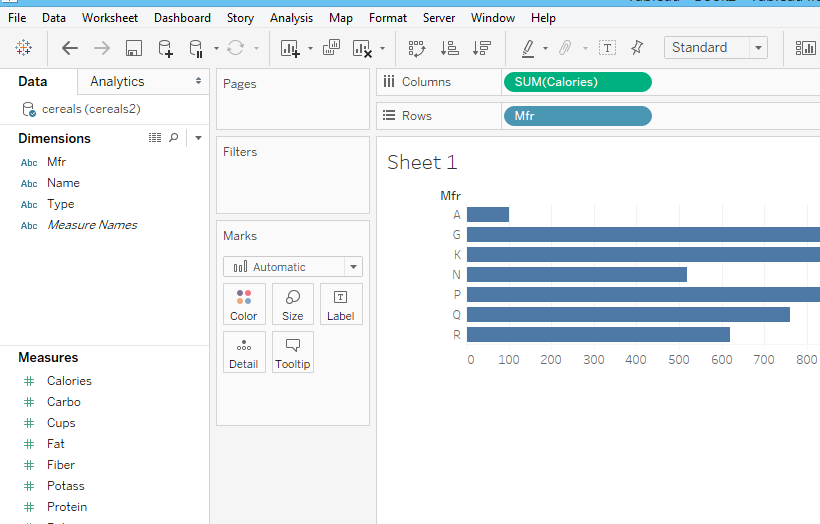 File Data Worksheet Dashboard Story Analysis Map Format Server Window Help
Standard
Data Analytics
cereals (cereals2)
Dimensions
Abc Mfr
Abc Name
Abc Type
Abc Measure Names
Measures
Calories
Carbo
Cups
Fat
Fiber
Potass
Protein
Pages
Filters
Marks
Automatic
Color Size Label
Detail Tooltip
Columns SUM(Calories)
Rows Mfr
Sheet 1
Mfr
A
G
K
N
P
Q
R
0 100 200 300 400 500 600 700 800